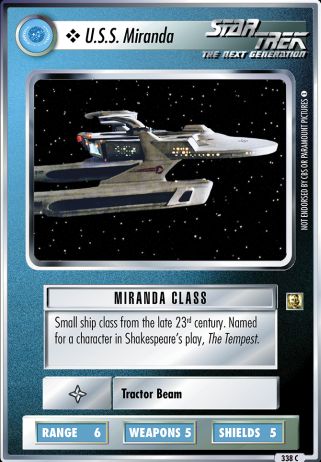 ❖ U.S.S. Miranda
STAR TREK
THE NEXT GENERATION
NOT ENDORSED BY CBS OR PARAMOUNT PICTURES
MIRANDA CLASS
Small ship class from the late 23rd century. Named
for a character in Shakespeare's play, The Tempest.
Tractor Beam
RANGE 6 WEAPONS 5 SHIELDS 5
338 C